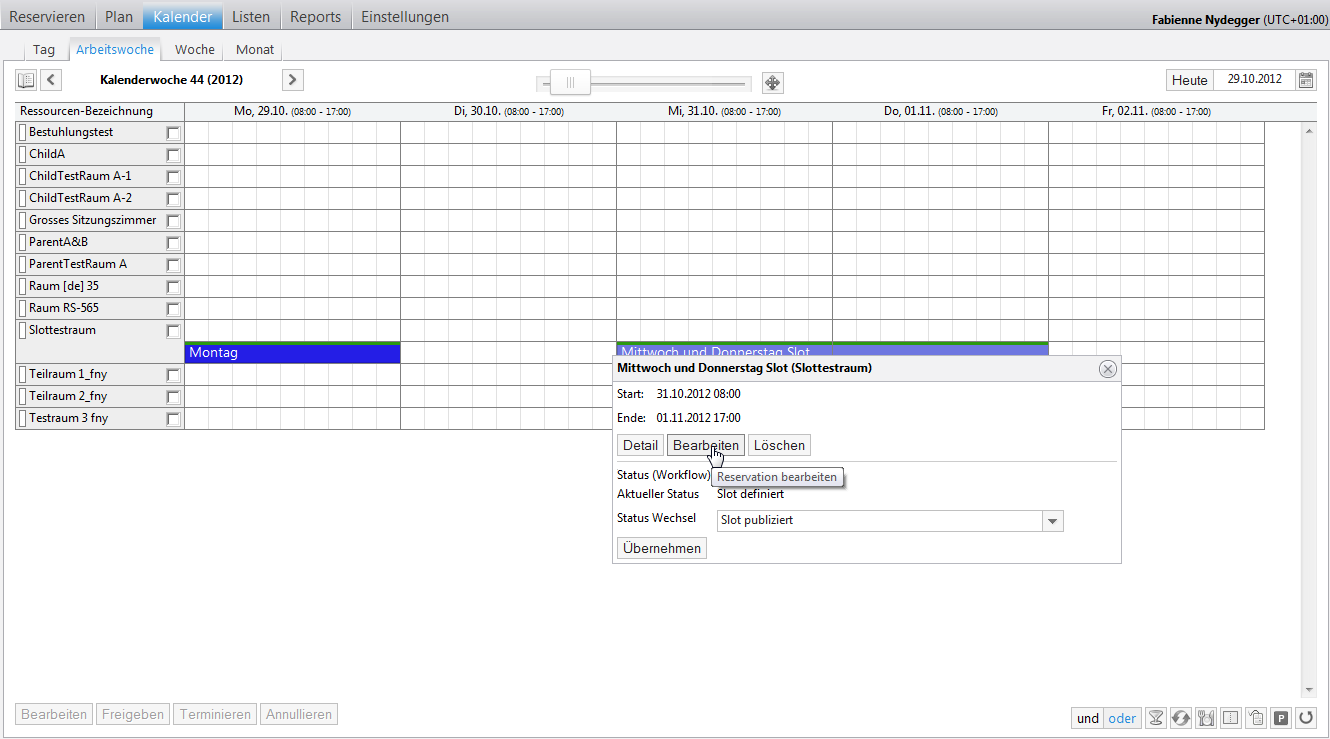 Reservieren Plan Kalender Listen Reports Einstellungen
Fabienne Nydegger (UTC+01:00)
Tag Arbeitswoche Woche Monat
Kalenderwoche 44 (2012)
Heute 29.10.2012
Ressourcen-Bezeichnung Mo, 29.10. (08:00 - 17:00) Di, 30.10. (08:00 - 17:00) Mi, 31.10. (08:00 - 17:00) Do, 01.11. (08:00 - 17:00) Fr, 02.11. (08:00 - 17:00)
Bestuhlungstest
ChildA
ChildTestRaum A-1
ChildTestRaum A-2
Grosses Sitzungszimmer
ParentA&B
ParentTestRaum A
Raum [de] 35
Raum RS-565
Slottestraum
Montag Mittwoch und Donnerstag Slot
Teilraum 1_fny
Teilraum 2_fny
Testraum 3 fny
Mittwoch und Donnerstag Slot (Slottestraum)
Start: 31.10.2012 08:00
Ende: 01.11.2012 17:00
Detail Bearbeiten Löschen
Status (Workflow)
Reservation bearbeiten
Aktueller Status Slot definiert
Status Wechsel Slot publiziert
Übernehmen
Bearbeiten Freigeben Terminieren Annullieren
und oder
P